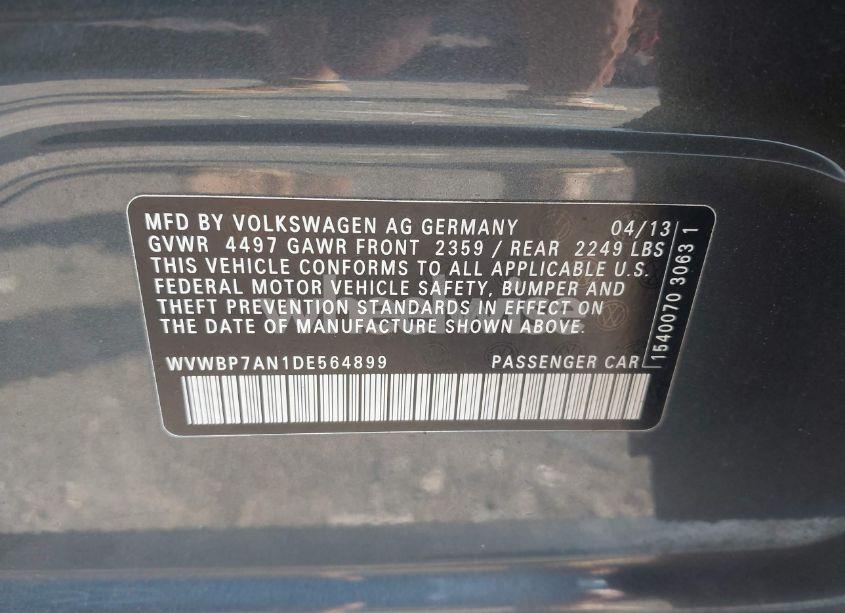 MFD BY VOLKSWAGEN AG GERMANY 04/13
GVWR 4497 GAWR FRONT 2359 / REAR 2249 LBS
THIS VEHICLE CONFORMS TO ALL APPLICABLE U.S.
FEDERAL MOTOR VEHICLE SAFETY, BUMPER AND
THEFT PREVENTION STANDARDS IN EFFECT ON
THE DATE OF MANUFACTURE SHOWN ABOVE.
WVWBP7AN1DE564899 PASSENGER CAR
1540070 3063 1